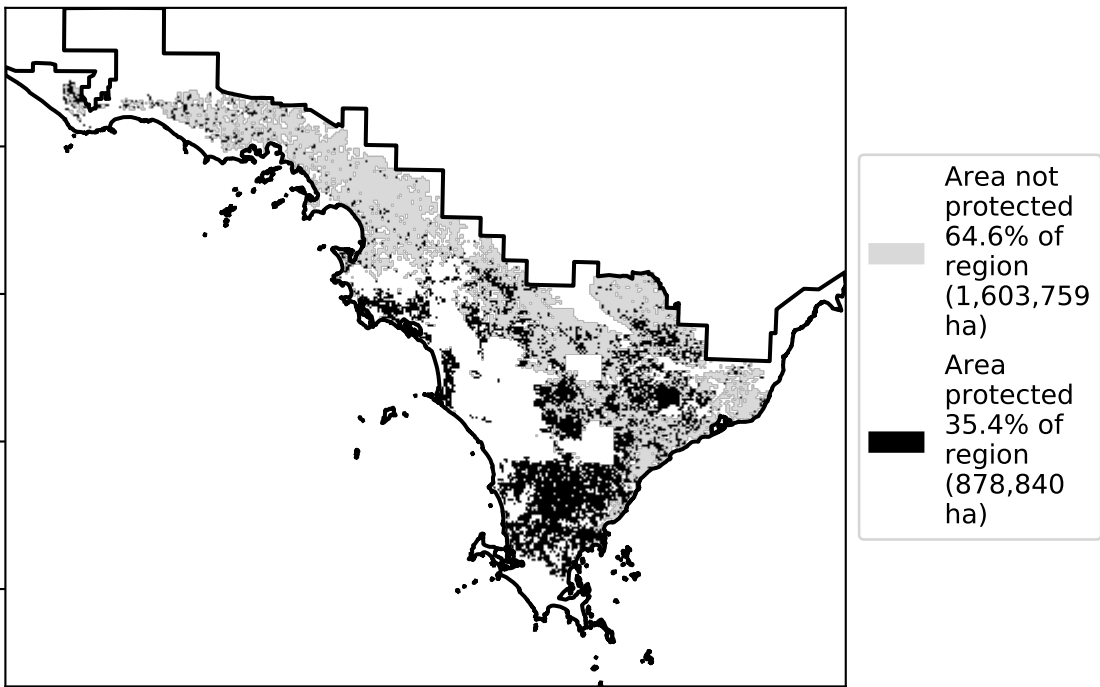 Area not
protected
64.6% of
region
(1,603,759
ha)
Area
protected
35.4% of
region
(878,840
ha)